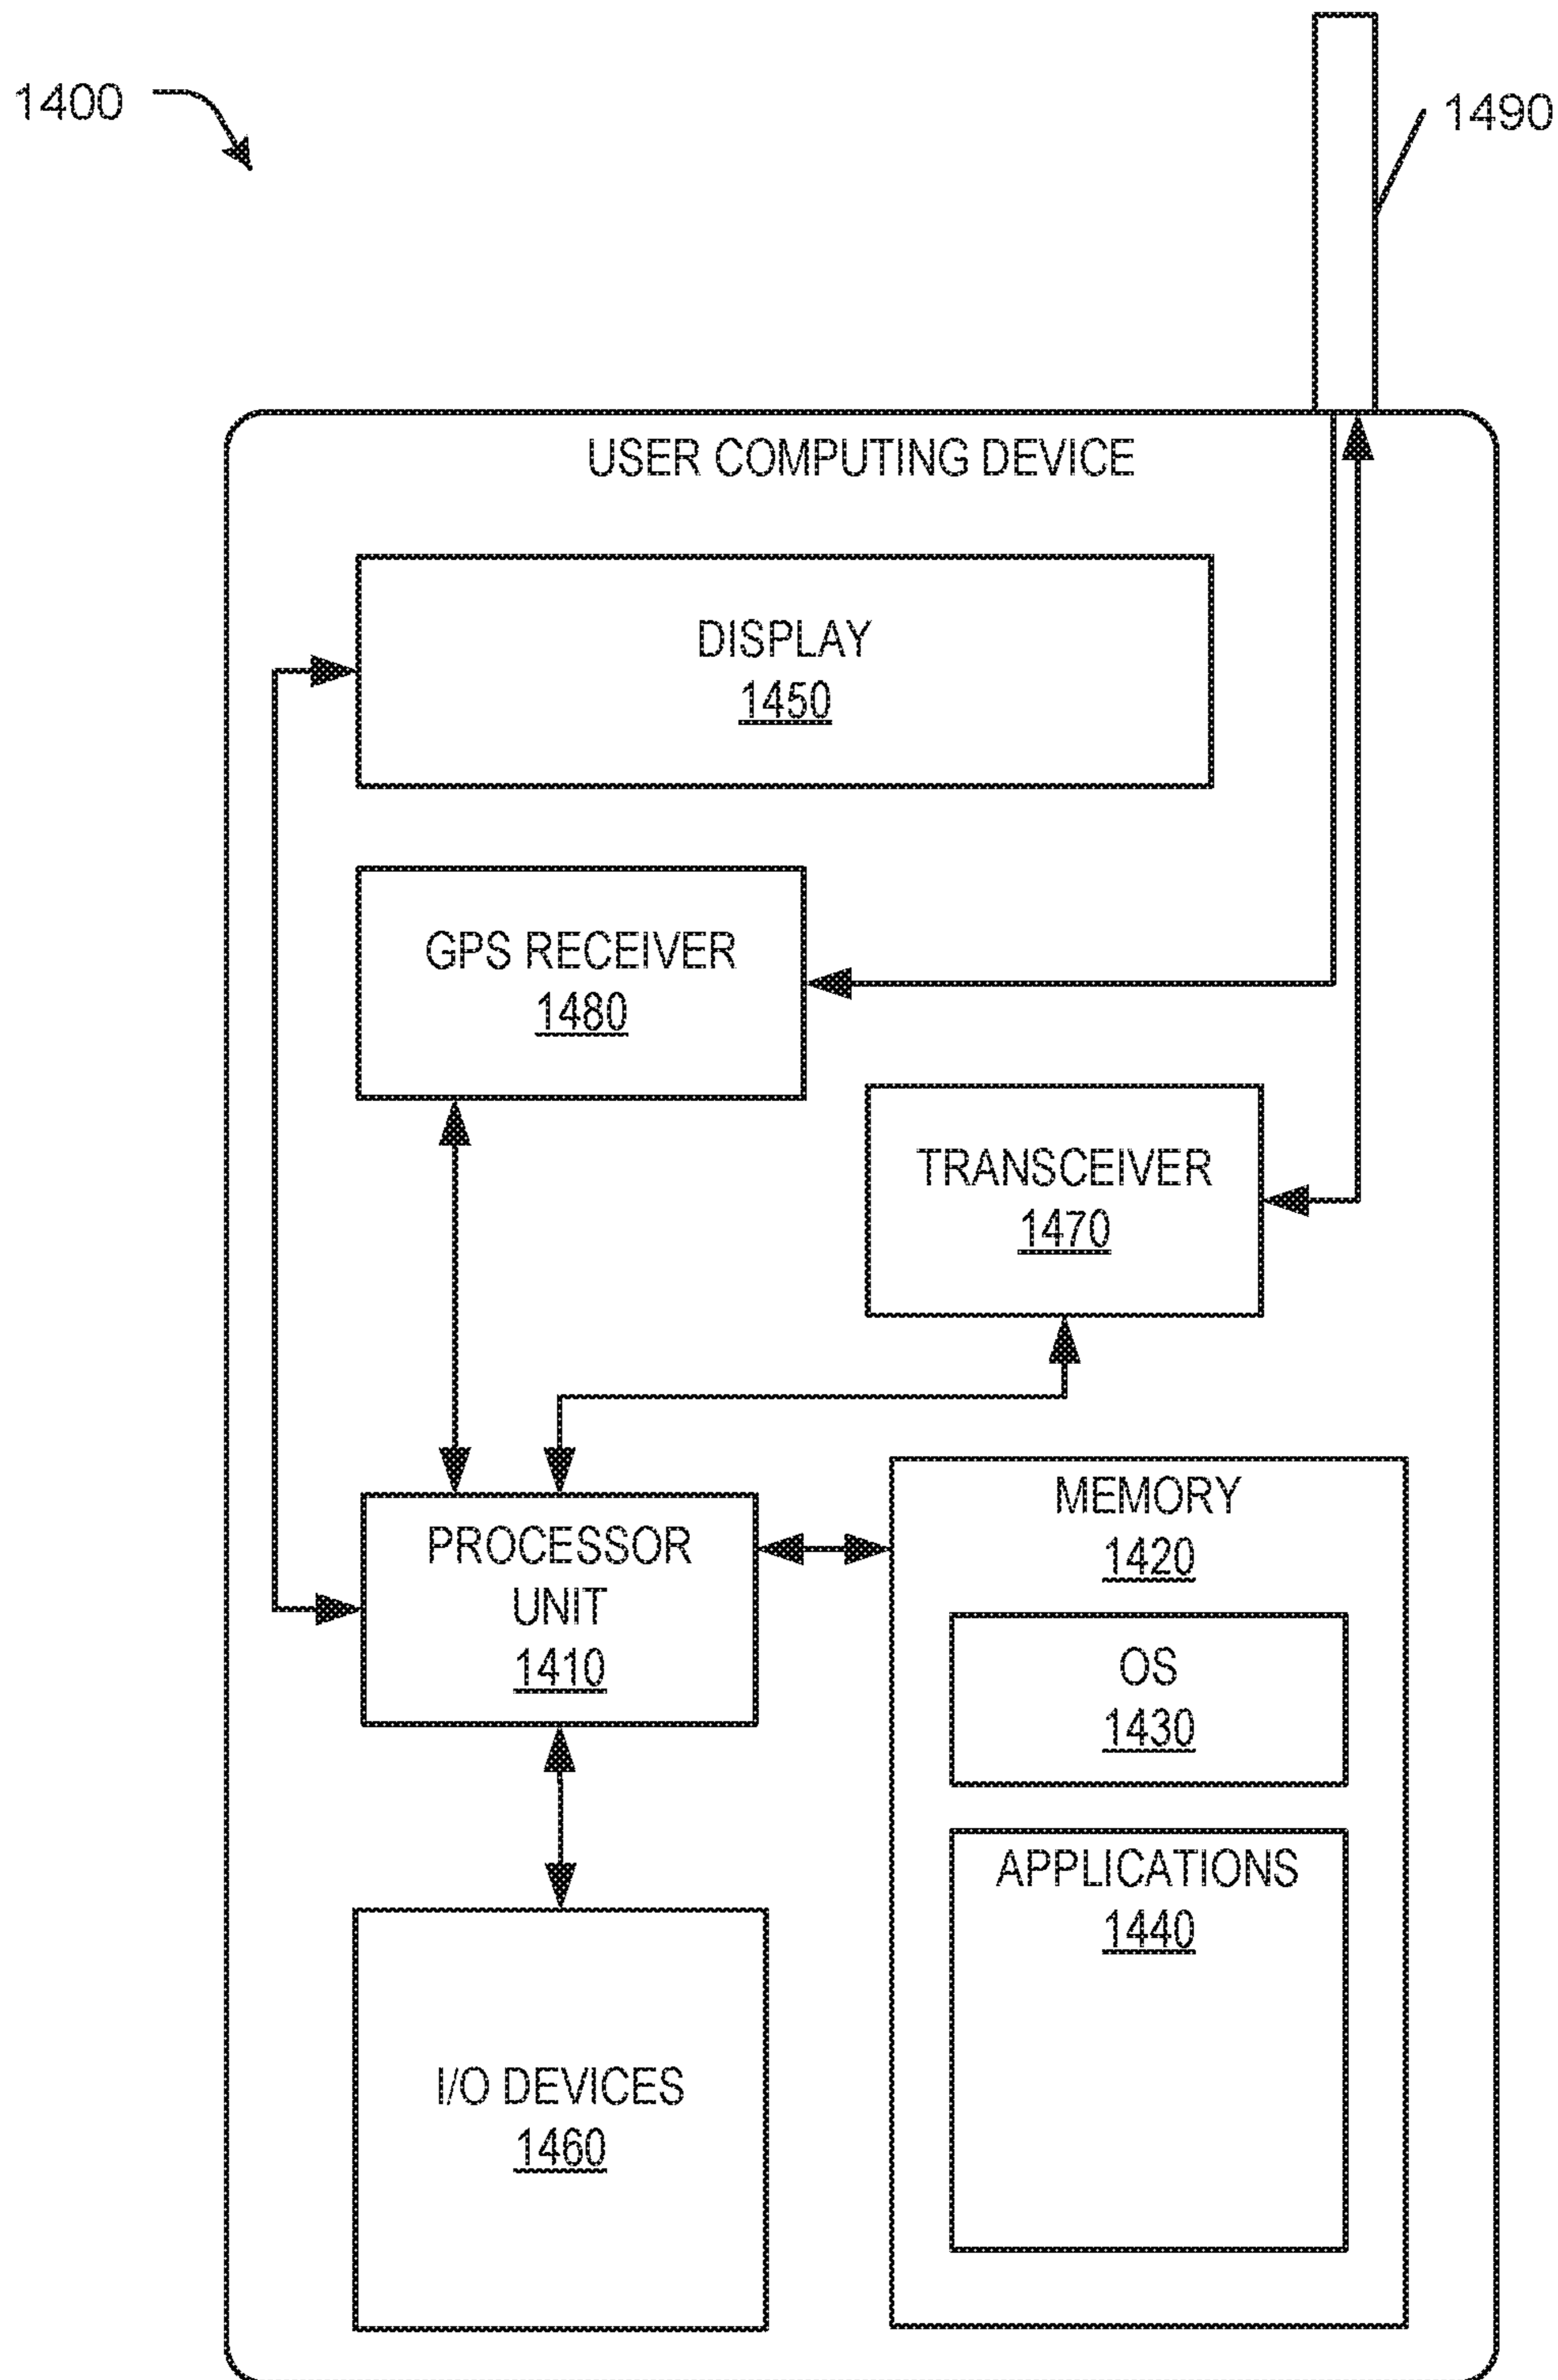 1400
1490
USER COMPUTING DEVICE
DISPLAY
1450
GPS RECEIVER
1480
TRANSCEIVER
1470
PROCESSOR
UNIT
1410
MEMORY
1420
OS
1430
APPLICATIONS
1440
I/O DEVICES
1460